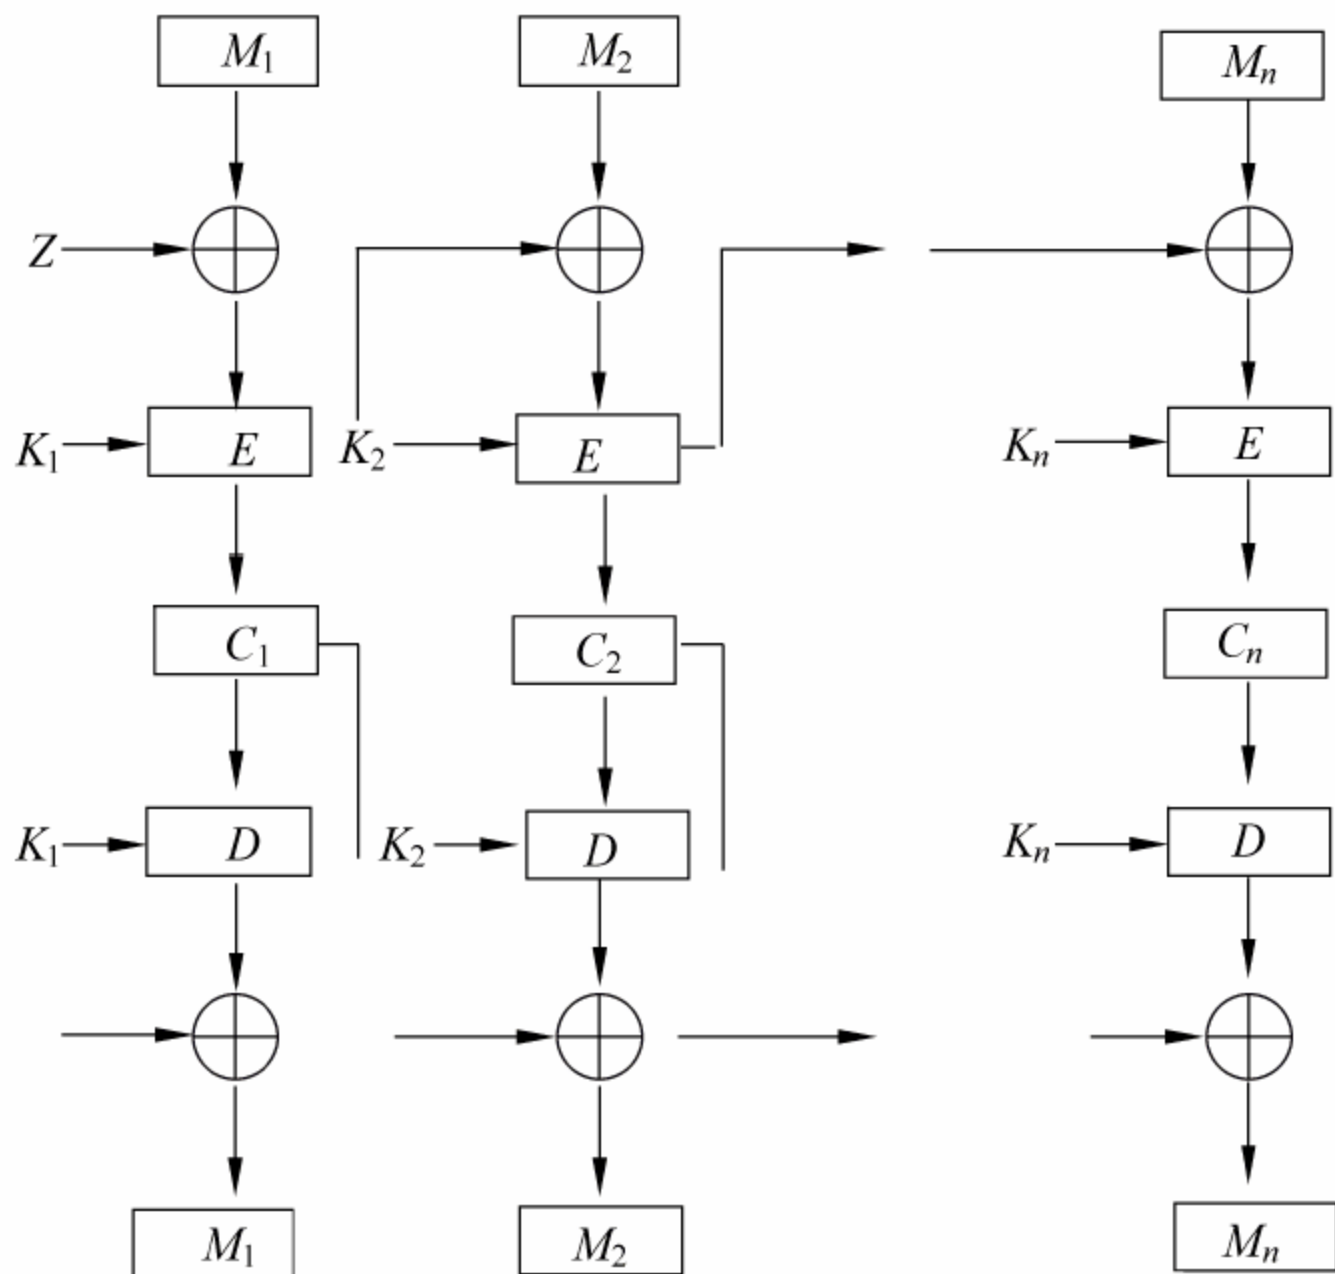 M₁ M₂ Mₙ
Z
K₁ E K₂ E Kₙ E
C₁ C₂ Cₙ
K₁ D K₂ D Kₙ D
M₁ M₂ Mₙ